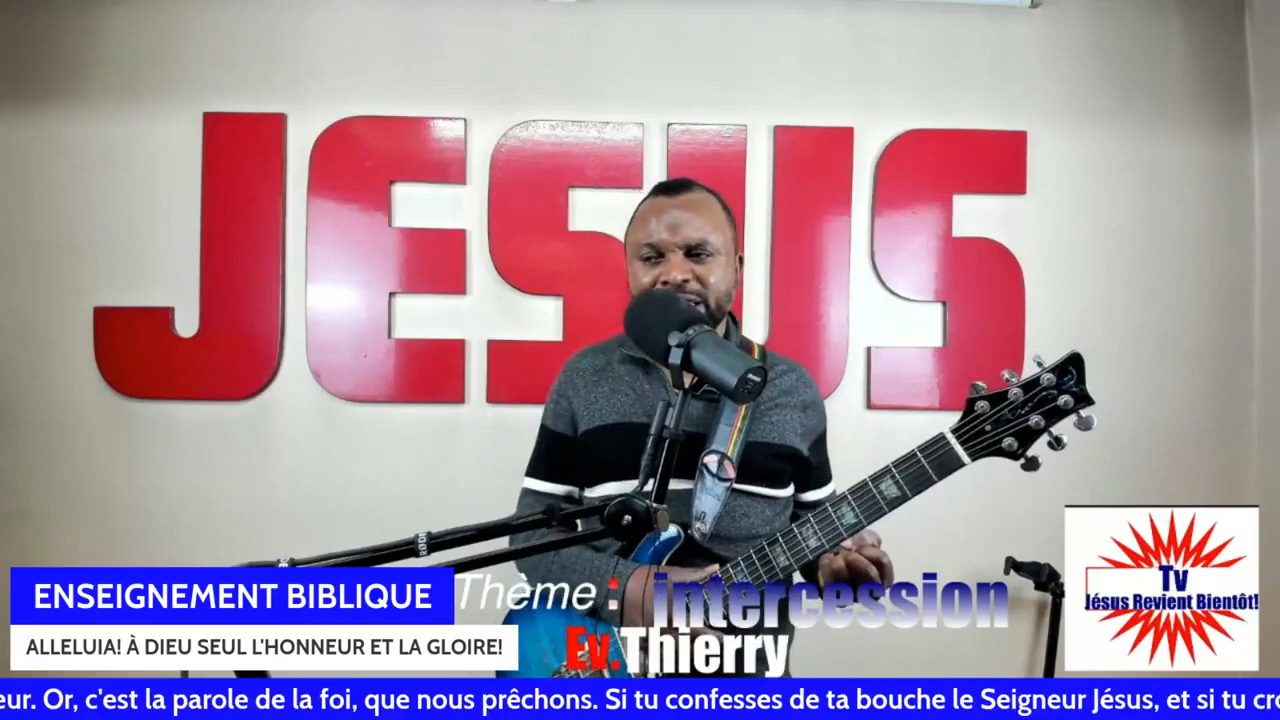 JESUS
ENSEIGNEMENT BIBLIQUE
Thème : intercession
ALLELUIA! À DIEU SEUL L'HONNEUR ET LA GLOIRE!
Ev.Thierry
Tv
Jésus Revient Bientôt!
eur. Or, c'est la parole de la foi, que nous prêchons. Si tu confesses de ta bouche le Seigneur Jésus, et si tu cro